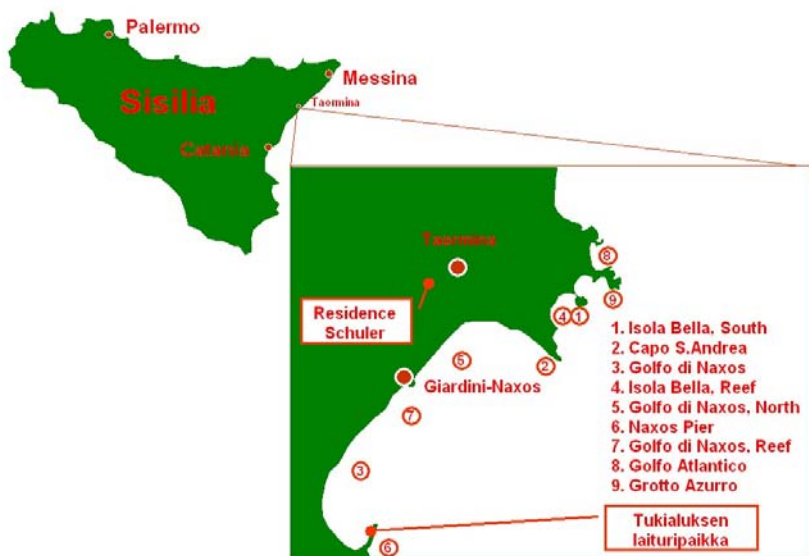 Palermo
Messina
Sisilia
Taormina
Catania
Taormina
8
9
Residence
Schuler
4
1
1. Isola Bella, South
2. Capo S.Andrea
3. Golfo di Naxos
4. Isola Bella, Reef
5. Golfo di Naxos, North
6. Naxos Pier
7. Golfo di Naxos, Reef
8. Golfo Atlantico
9. Grotto Azurro
5
2
Giardini-Naxos
7
3
Tukialuksen
laituripaikka
6